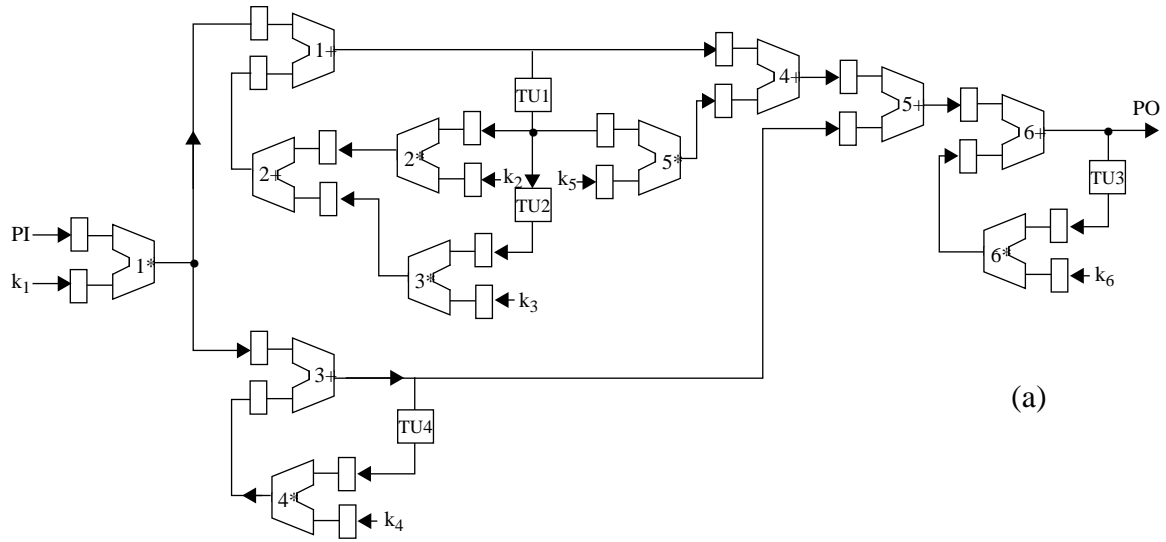 1+
4+
TU1
5+
PO
6+
2*
2+
k2
k5
5*
TU2
TU3
PI
1*
k1
3*
k3
6*
k6
3+
(a)
TU4
4*
k4